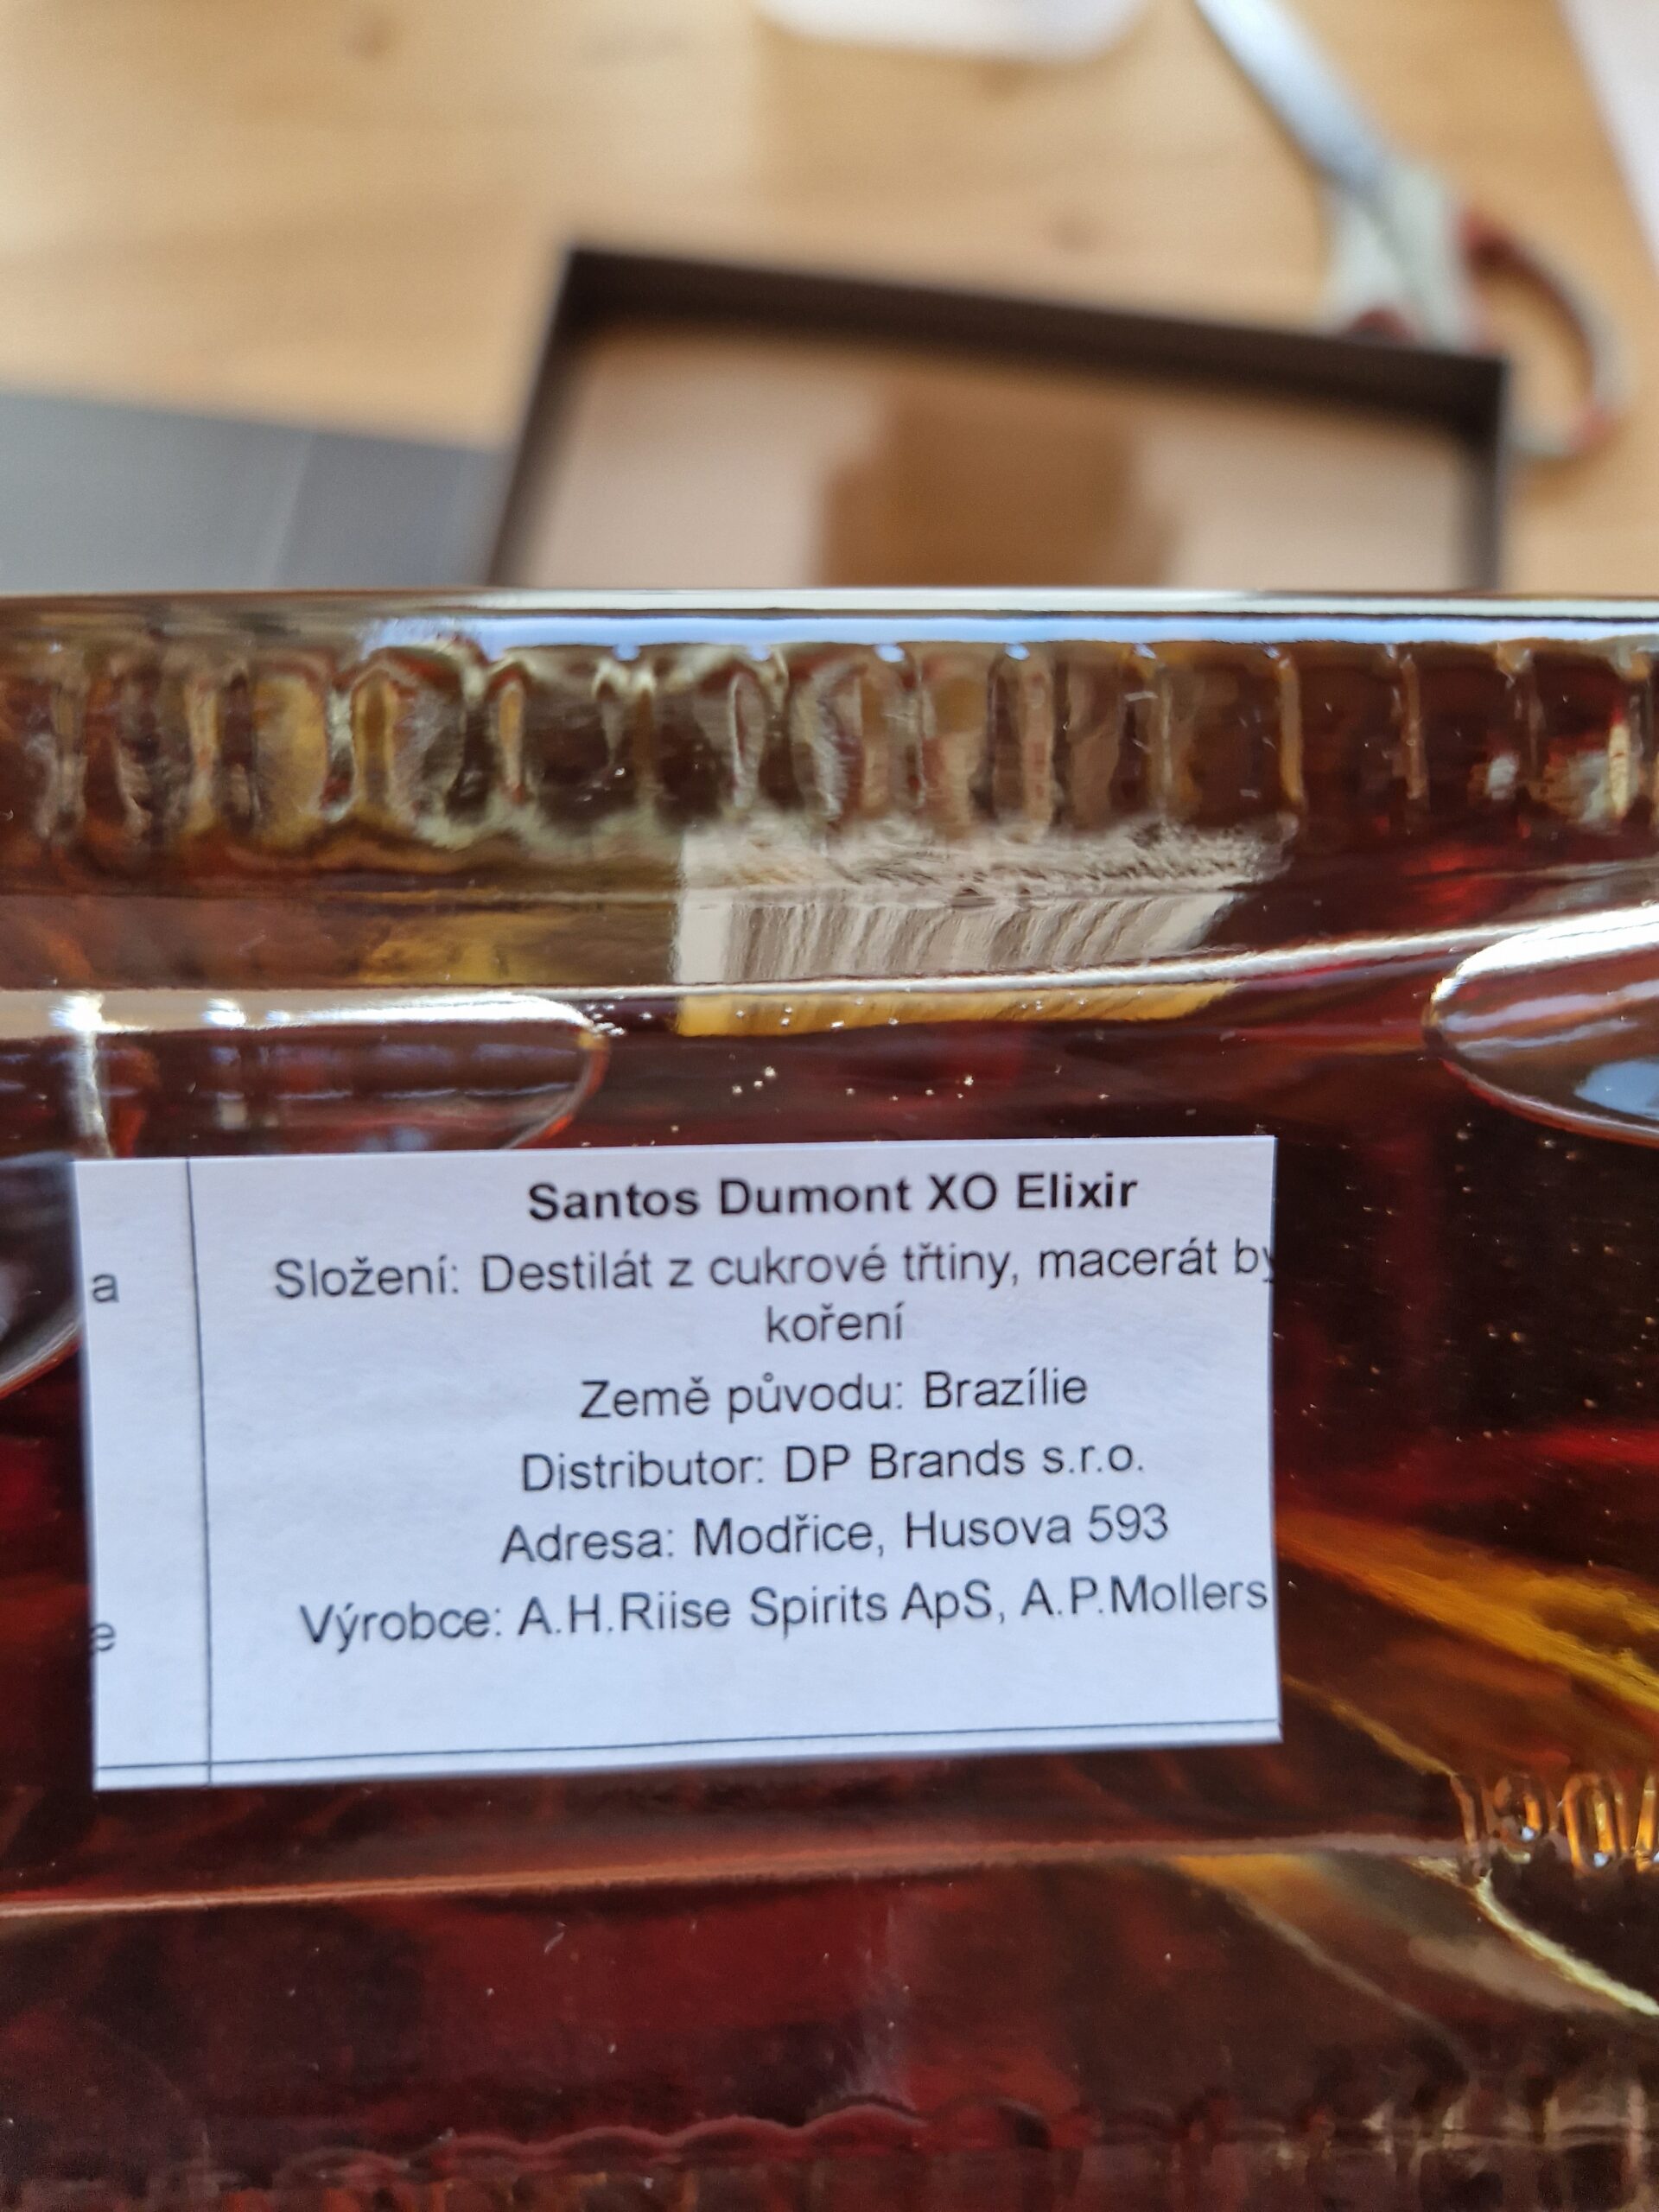 Santos Dumont XO Elixir
a
Složení: Destilát z cukrové třtiny, macerát by
koření
Země původu: Brazílie
Distributor: DP Brands s.r.o.
Adresa: Modřice, Husova 593
e
Výrobce: A.H.Riise Spirits ApS, A.P.Mollers